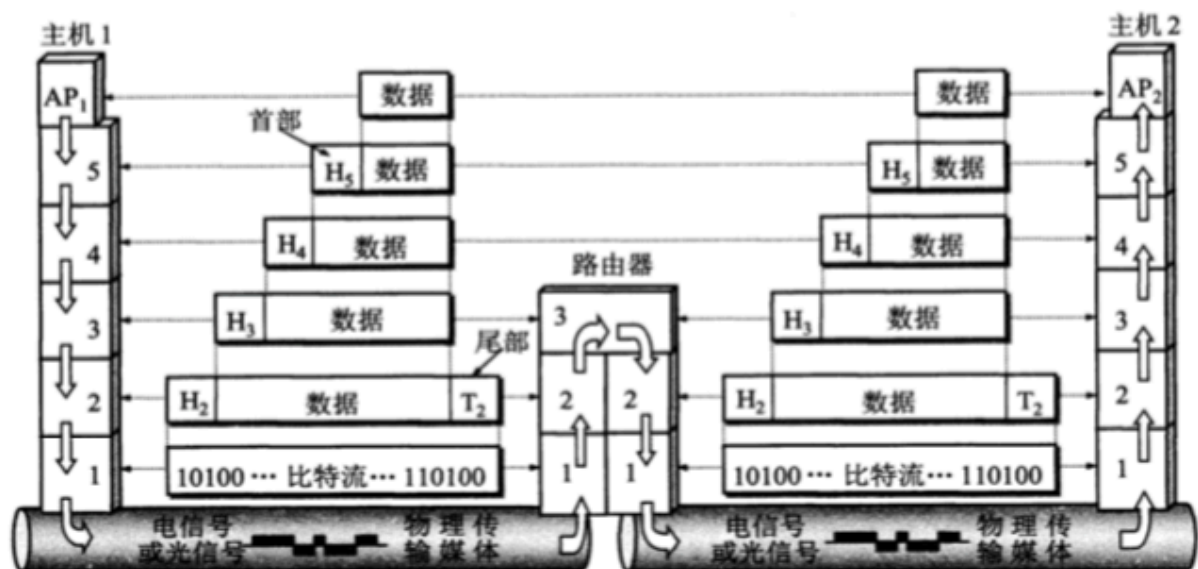 主机 1
主机 2
AP₁
数据
数据
AP₂
首部
5
H₅ 数据
H₅ 数据
5
4
H₄ 数据
H₄ 数据
4
路由器
3
H₃ 数据
3
H₃ 数据
3
尾部
2
H₂ 数据 T₂
2
2
H₂ 数据 T₂
2
1
10100 … 比特流 … 110100
1
1
10100 … 比特流 … 110100
1
电信号
或光信号
物理传
输媒体
电信号
或光信号
物理传
输媒体